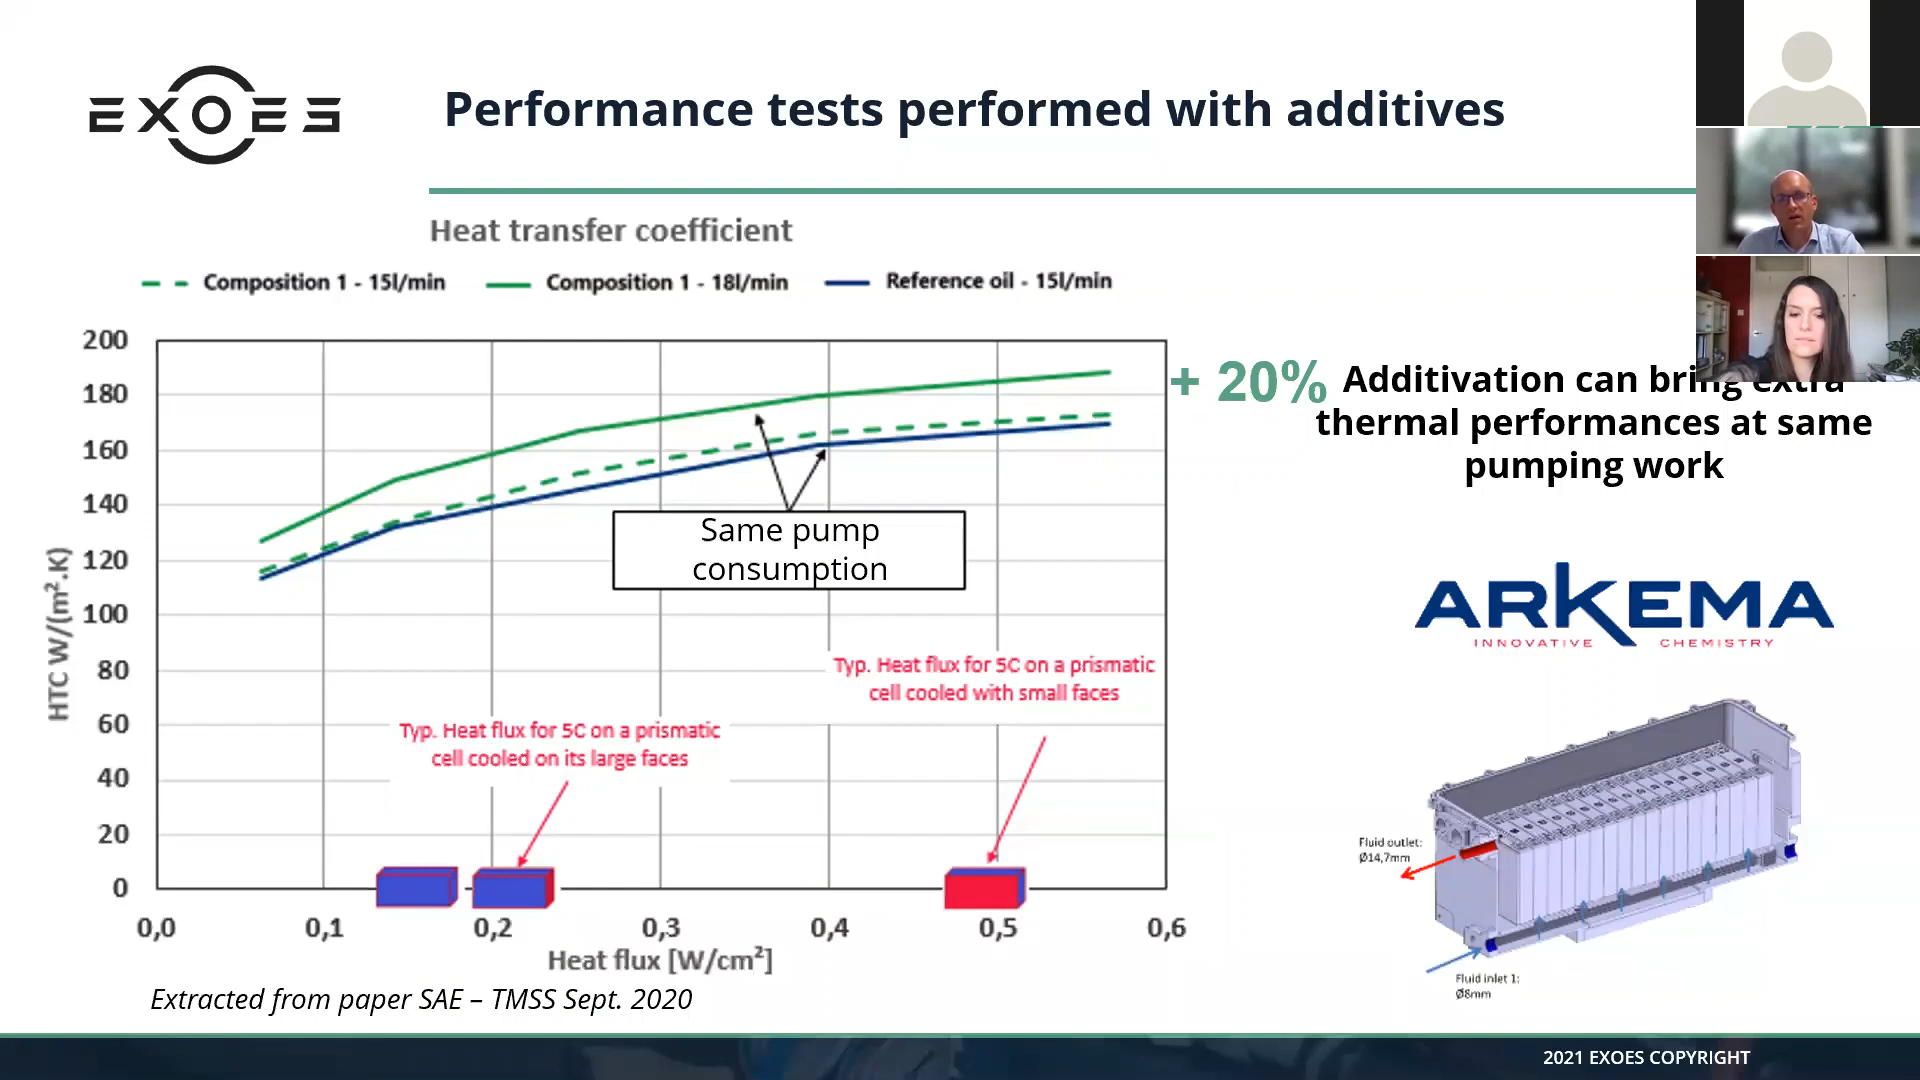 EXOES
Performance tests performed with additives
Heat transfer coefficient
Composition 1 - 15l/min
Composition 1 - 18l/min
Reference oil - 15l/min
HTC W/(m².K)
200
180
160
140
120
100
80
60
40
20
0
0,0
0,1
0,2
0,3
0,4
0,5
0,6
Heat flux [W/cm²]
Same pump
consumption
Typ. Heat flux for 5C on a prismatic
cell cooled with small faces
Typ. Heat flux for 5C on a prismatic
cell cooled on its large faces
+ 20%
Additivation can bring extra
thermal performances at same
pumping work
ARKEMA
INNOVATIVE CHEMISTRY
Fluid outlet:
Ø14,7mm
Fluid inlet 1:
Ø8mm
Extracted from paper SAE – TMSS Sept. 2020
2021 EXOES COPYRIGHT